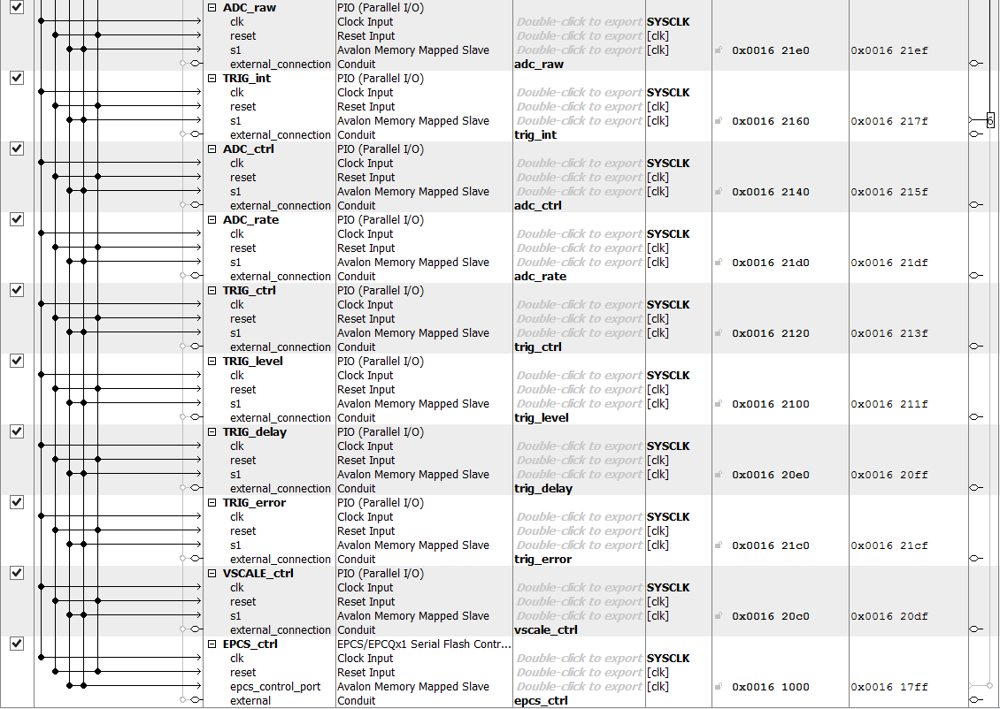 ADC_raw PIO (Parallel I/O)
clk Clock Input Double-click to export SYSCLK
reset Reset Input Double-click to export [clk]
s1 Avalon Memory Mapped Slave Double-click to export [clk] 0x0016 21e0 0x0016 21ef
external_connection Conduit adc_raw
TRIG_int PIO (Parallel I/O)
clk Clock Input Double-click to export SYSCLK
reset Reset Input Double-click to export [clk]
s1 Avalon Memory Mapped Slave Double-click to export [clk] 0x0016 2160 0x0016 217f 6
external_connection Conduit trig_int
ADC_ctrl PIO (Parallel I/O)
clk Clock Input Double-click to export SYSCLK
reset Reset Input Double-click to export [clk]
s1 Avalon Memory Mapped Slave Double-click to export [clk] 0x0016 2140 0x0016 215f
external_connection Conduit adc_ctrl
ADC_rate PIO (Parallel I/O)
clk Clock Input Double-click to export SYSCLK
reset Reset Input Double-click to export [clk]
s1 Avalon Memory Mapped Slave Double-click to export [clk] 0x0016 21d0 0x0016 21df
external_connection Conduit adc_rate
TRIG_ctrl PIO (Parallel I/O)
clk Clock Input Double-click to export SYSCLK
reset Reset Input Double-click to export [clk]
s1 Avalon Memory Mapped Slave Double-click to export [clk] 0x0016 2120 0x0016 213f
external_connection Conduit trig_ctrl
TRIG_level PIO (Parallel I/O)
clk Clock Input Double-click to export SYSCLK
reset Reset Input Double-click to export [clk]
s1 Avalon Memory Mapped Slave Double-click to export [clk] 0x0016 2100 0x0016 211f
external_connection Conduit trig_level
TRIG_delay PIO (Parallel I/O)
clk Clock Input Double-click to export SYSCLK
reset Reset Input Double-click to export [clk]
s1 Avalon Memory Mapped Slave Double-click to export [clk] 0x0016 20e0 0x0016 20ff
external_connection Conduit trig_delay
TRIG_error PIO (Parallel I/O)
clk Clock Input Double-click to export SYSCLK
reset Reset Input Double-click to export [clk]
s1 Avalon Memory Mapped Slave Double-click to export [clk] 0x0016 21c0 0x0016 21cf
external_connection Conduit trig_error
VSCALE_ctrl PIO (Parallel I/O)
clk Clock Input Double-click to export SYSCLK
reset Reset Input Double-click to export [clk]
s1 Avalon Memory Mapped Slave Double-click to export [clk] 0x0016 20c0 0x0016 20df
external_connection Conduit vscale_ctrl
EPCS_ctrl EPCS/EPCQx1 Serial Flash Contr...
clk Clock Input Double-click to export SYSCLK
reset Reset Input Double-click to export [clk]
epcs_control_port Avalon Memory Mapped Slave Double-click to export [clk] 0x0016 1000 0x0016 17ff
external Conduit epcs_ctrl